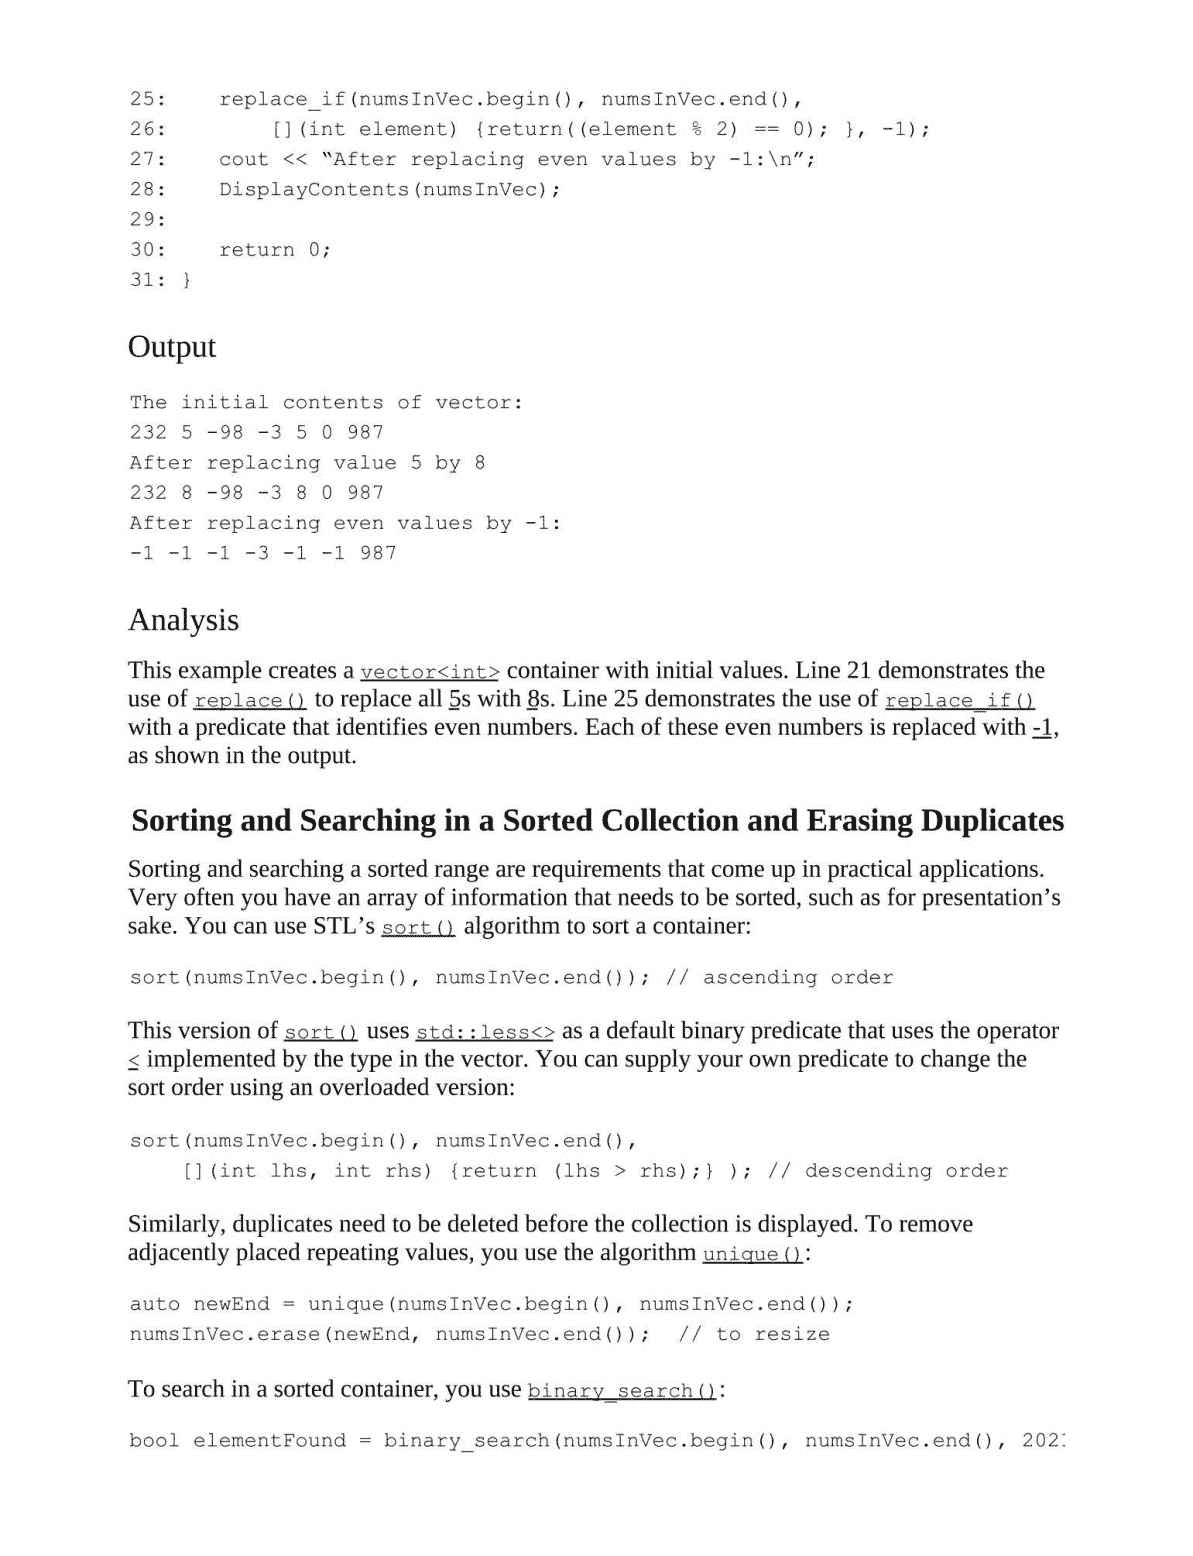 25:    replace_if(numsInVec.begin(), numsInVec.end(),
26:        [](int element) {return((element % 2) == 0); }, -1);
27:    cout << “After replacing even values by -1:\n”;
28:    DisplayContents(numsInVec);
29:
30:    return 0;
31: }
Output
The initial contents of vector:
232 5 -98 -3 5 0 987
After replacing value 5 by 8
232 8 -98 -3 8 0 987
After replacing even values by -1:
-1 -1 -1 -3 -1 -1 987
Analysis
This example creates a vector<int> container with initial values. Line 21 demonstrates the
use of replace() to replace all 5s with 8s. Line 25 demonstrates the use of replace_if()
with a predicate that identifies even numbers. Each of these even numbers is replaced with -1,
as shown in the output.
Sorting and Searching in a Sorted Collection and Erasing Duplicates
Sorting and searching a sorted range are requirements that come up in practical applications.
Very often you have an array of information that needs to be sorted, such as for presentation’s
sake. You can use STL’s sort() algorithm to sort a container:
sort(numsInVec.begin(), numsInVec.end()); // ascending order
This version of sort() uses std::less<> as a default binary predicate that uses the operator
< implemented by the type in the vector. You can supply your own predicate to change the
sort order using an overloaded version:
sort(numsInVec.begin(), numsInVec.end(),
    [](int lhs, int rhs) {return (lhs > rhs);} ); // descending order
Similarly, duplicates need to be deleted before the collection is displayed. To remove
adjacently placed repeating values, you use the algorithm unique():
auto newEnd = unique(numsInVec.begin(), numsInVec.end());
numsInVec.erase(newEnd, numsInVec.end());  // to resize
To search in a sorted container, you use binary_search():
bool elementFound = binary_search(numsInVec.begin(), numsInVec.end(),